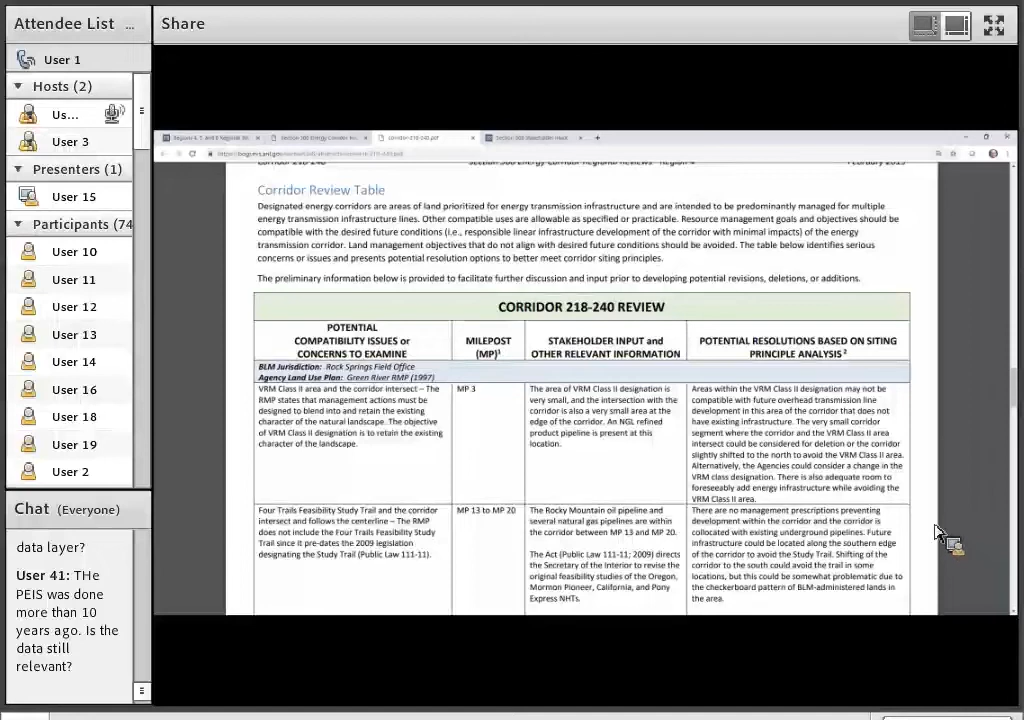 Attendee List ...
Share
User 1
Hosts (2)
Us...
User 3
Presenters (1)
User 15
Participants (74
User 10
User 11
User 12
User 13
User 14
User 16
User 18
User 19
User 2
Chat (Everyone)
data layer?
User 41: THe
PEIS was done
more than 10
years ago. Is the
data still
relevant?
Corridor Review Table
Designated energy corridors are areas of land prioritized for energy transmission infrastructure and are intended to be predominantly managed for multiple
energy transmission infrastructure lines. Other compatible uses are allowable as specified or practicable. Resource management goals and objectives should be
compatible with the desired future conditions (i.e., responsible linear infrastructure development of the corridor with minimal impacts) of the energy
transmission corridor. Land management objectives that do not align with desired future conditions should be avoided. The table below identifies serious
concerns or issues and presents potential resolution options to better meet corridor siting principles.
The preliminary information below is provided to facilitate further discussion and input prior to developing potential revisions, deletions, or additions.
CORRIDOR 218-240 REVIEW
POTENTIAL
COMPATIBILITY ISSUES or
CONCERNS TO EXAMINE
MILEPOST
(MP)¹
STAKEHOLDER INPUT and
OTHER RELEVANT INFORMATION
POTENTIAL RESOLUTIONS BASED ON SITING
PRINCIPLE ANALYSIS ²
BLM Jurisdiction: Rock Springs Field Office
Agency Land Use Plan: Green River RMP (1997)
VRM Class II area and the corridor intersect – The
RMP states that management actions must be
designed to blend into and retain the existing
character of the natural landscape. The objective
of VRM Class II designation is to retain the existing
character of the landscape.
MP 3
The area of VRM Class II designation is
very small, and the intersection with the
corridor is also a very small area at the
edge of the corridor. An NGL refined
product pipeline is present at this
location.
Areas within the VRM Class II designation may not be
compatible with future overhead transmission line
development in this area of the corridor that does not
have existing infrastructure. The very small corridor
segment where the corridor and the VRM Class II area
intersect could be considered for deletion or the corridor
slightly shifted to the north to avoid the VRM Class II area.
Alternatively, the Agencies could consider a change in the
VRM class designation. There is also adequate room to
foreseeably add energy infrastructure while avoiding the
VRM Class II area.
Four Trails Feasibility Study Trail and the corridor
intersect and follows the centerline – The RMP
does not include the Four Trails Feasibility Study
Trail since it pre-dates the 2009 legislation
designating the Study Trail (Public Law 111-11).
MP 13 to MP 20
The Rocky Mountain oil pipeline and
several natural gas pipelines are within
the corridor between MP 13 and MP 20.
The Act (Public Law 111-11; 2009) directs
the Secretary of the Interior to revise the
original feasibility studies of the Oregon,
Mormon Pioneer, California, and Pony
Express NHTs.
There are no management prescriptions preventing
development within the corridor and the corridor is
collocated with existing underground pipelines. Future
infrastructure could be located along the southern edge
of the corridor to avoid the Study Trail. Shifting of the
corridor to the south could avoid the trail in some
locations, but this could be somewhat problematic due to
the checkerboard pattern of BLM-administered lands in
the area.